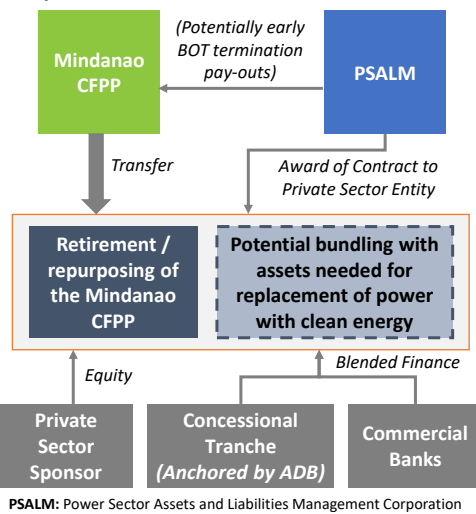 Mindanao
CFPP
(Potentially early
BOT termination
pay-outs)
PSALM
Transfer
Award of Contract to
Private Sector Entity
Retirement /
repurposing of
the Mindanao
CFPP
Potential bundling with
assets needed for
replacement of power
with clean energy
Equity
Blended Finance
Private
Sector
Sponsor
Concessional
Tranche
(Anchored by ADB)
Commercial
Banks
PSALM: Power Sector Assets and Liabilities Management Corporation